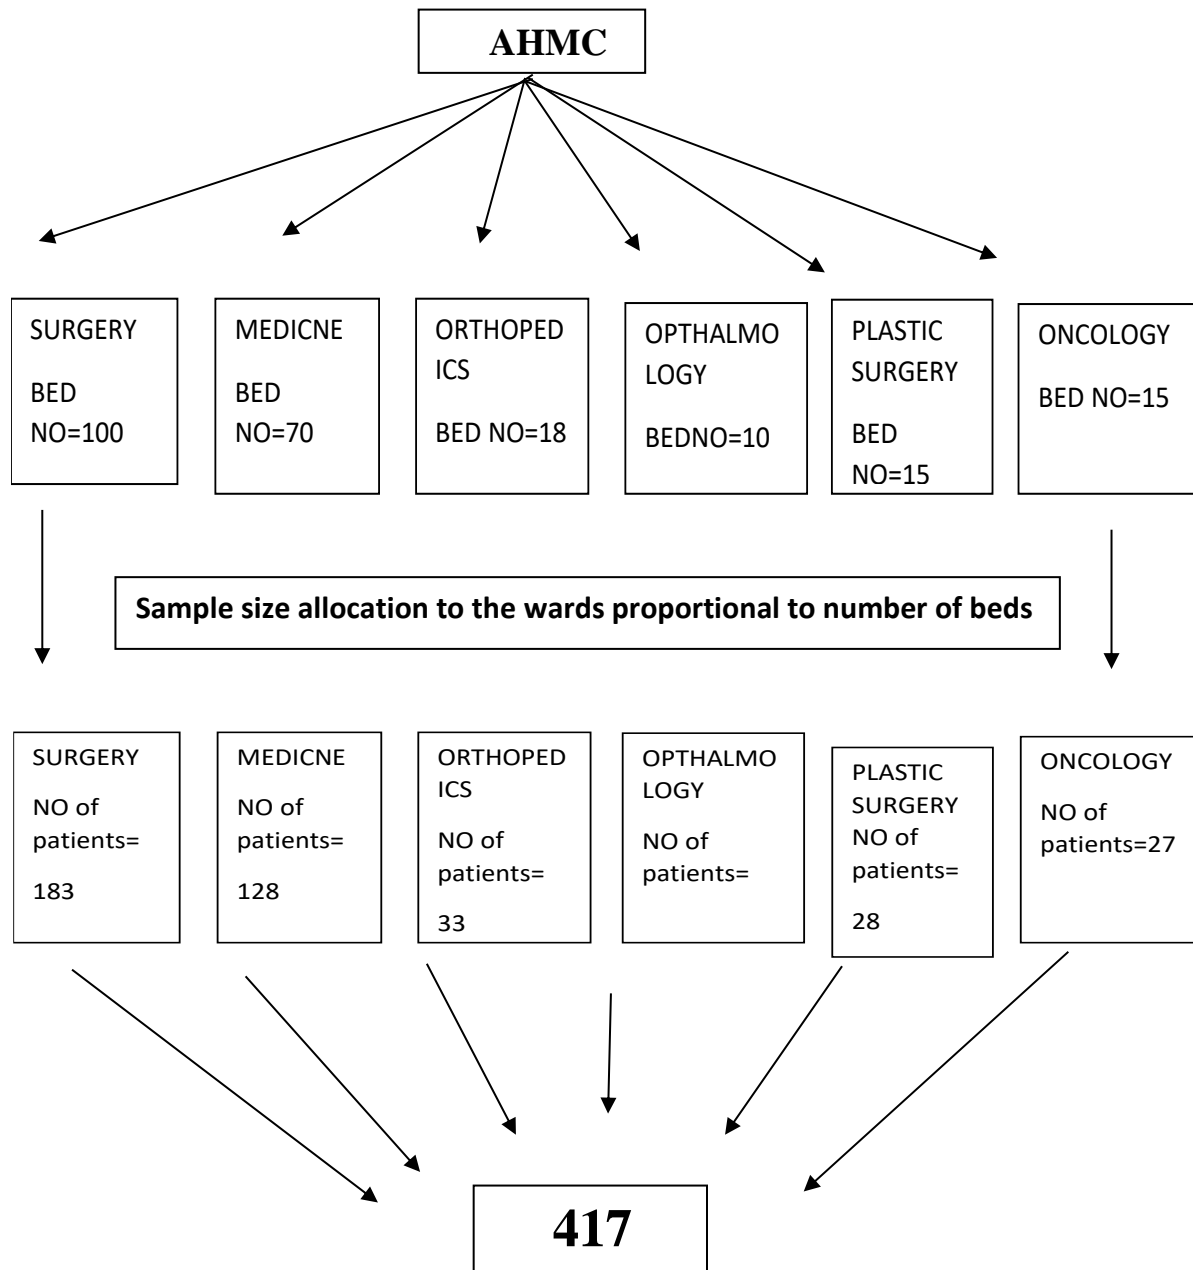 AHMC
SURGERY
BED
NO=100
MEDICNE
BED
NO=70
ORTHOPED
ICS
BED NO=18
OPTHALMO
LOGY
BEDNO=10
PLASTIC
SURGERY
BED
NO=15
ONCOLOGY
BED NO=15
Sample size allocation to the wards proportional to number of beds
SURGERY
NO of
patients=
183
MEDICNE
NO of
patients=
128
ORTHOPED
ICS
NO of
patients=
33
OPTHALMO
LOGY
NO of
patients=
PLASTIC
SURGERY
NO of
patients=
28
ONCOLOGY
NO of
patients=27
417